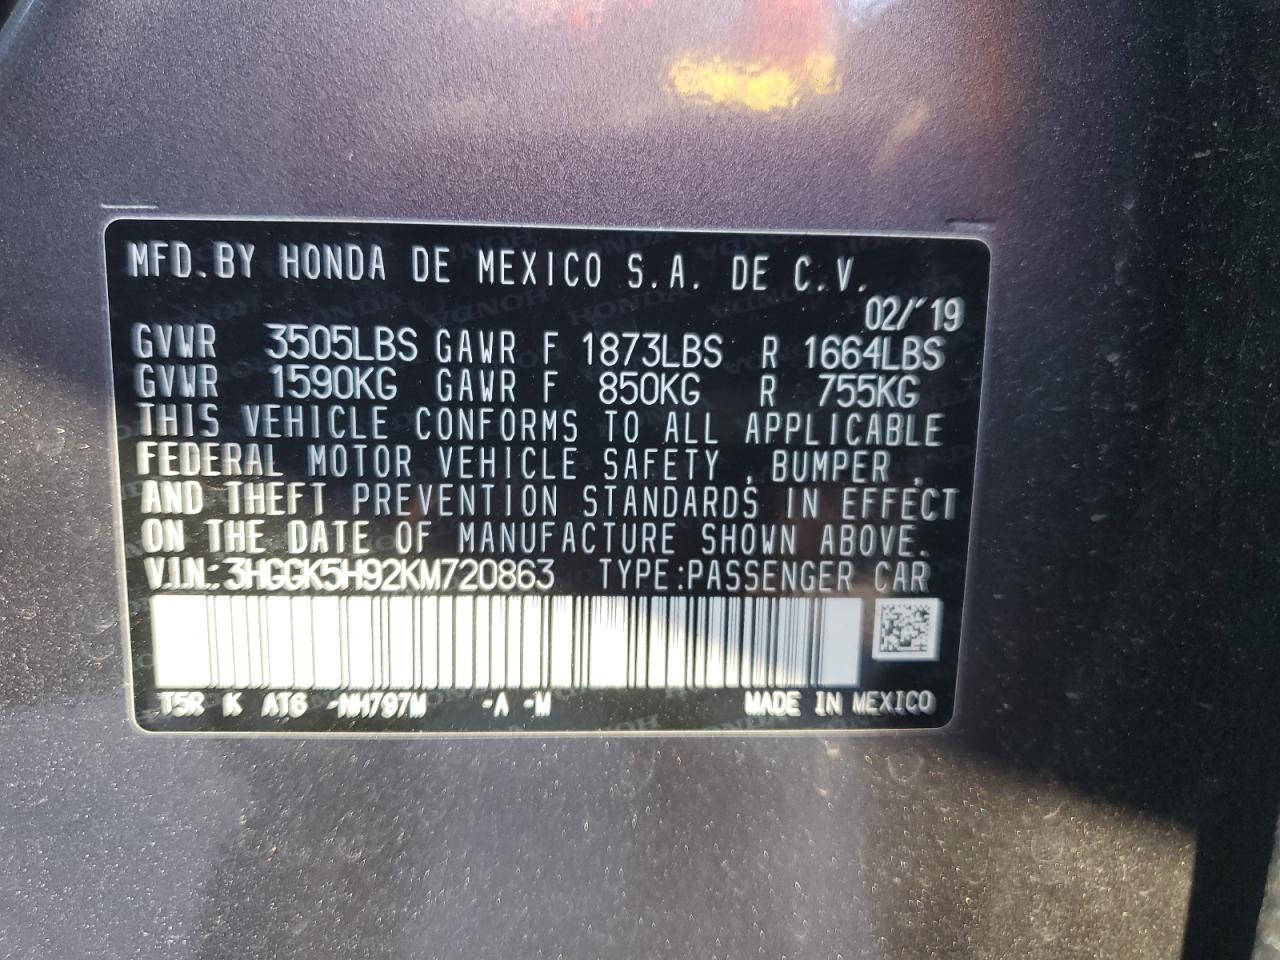 MFD.BY HONDA DE MEXICO S.A. DE C.V.
02/'19
GVWR 3505LBS GAWR F 1873LBS R 1664LBS
GVWR 1590KG GAWR F 850KG R 755KG
THIS VEHICLE CONFORMS TO ALL APPLICABLE
FEDERAL MOTOR VEHICLE SAFETY , BUMPER ,
AND THEFT PREVENTION STANDARDS IN EFFECT
ON THE DATE OF MANUFACTURE SHOWN ABOVE.
V.I.N.:3HGGK5H92KM720863 TYPE:PASSENGER CAR
T5R K AT6 -NH797M -A -M MADE IN MEXICO